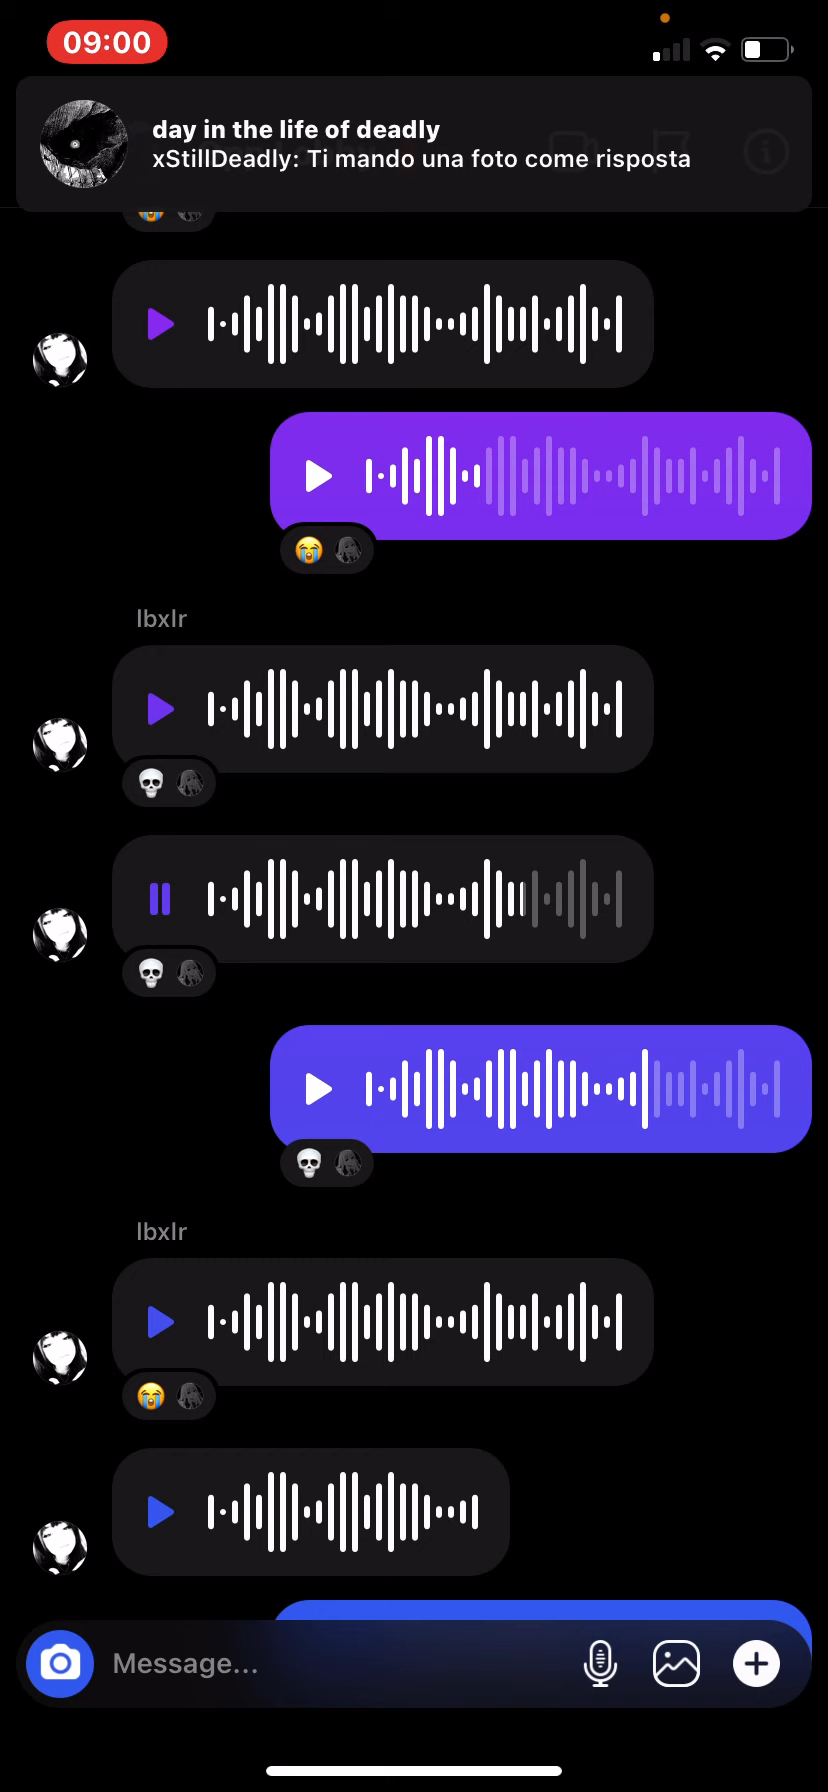 09:00
day in the life of deadly
xStillDeadly: Ti mando una foto come risposta
lbxlr
lbxlr
Message...